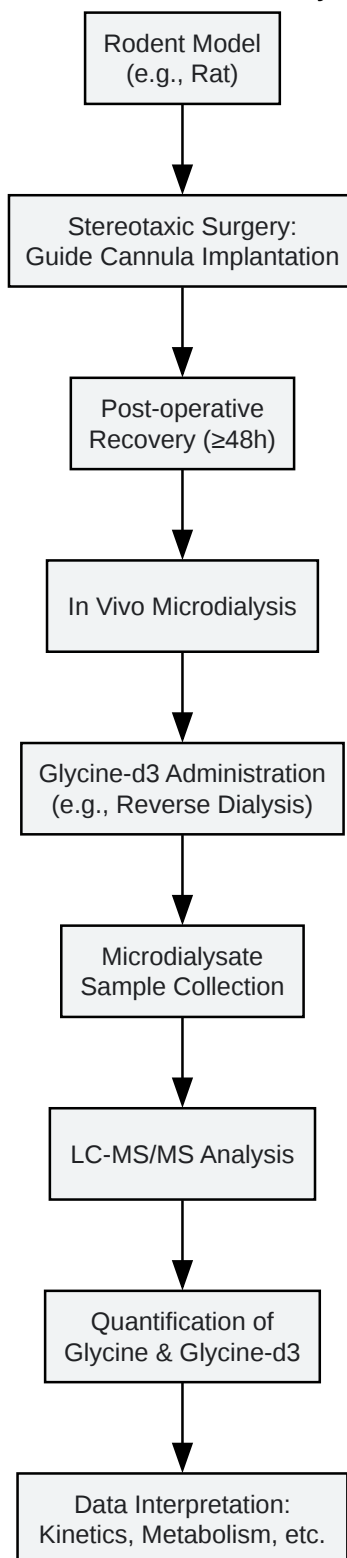 Rodent Model
(e.g., Rat)
Stereotaxic Surgery:
Guide Cannula Implantation
Post-operative
Recovery (≥48h)
In Vivo Microdialysis
Glycine-d3 Administration
(e.g., Reverse Dialysis)
Microdialysate
Sample Collection
LC-MS/MS Analysis
Quantification of
Glycine & Glycine-d3
Data Interpretation:
Kinetics, Metabolism, etc.